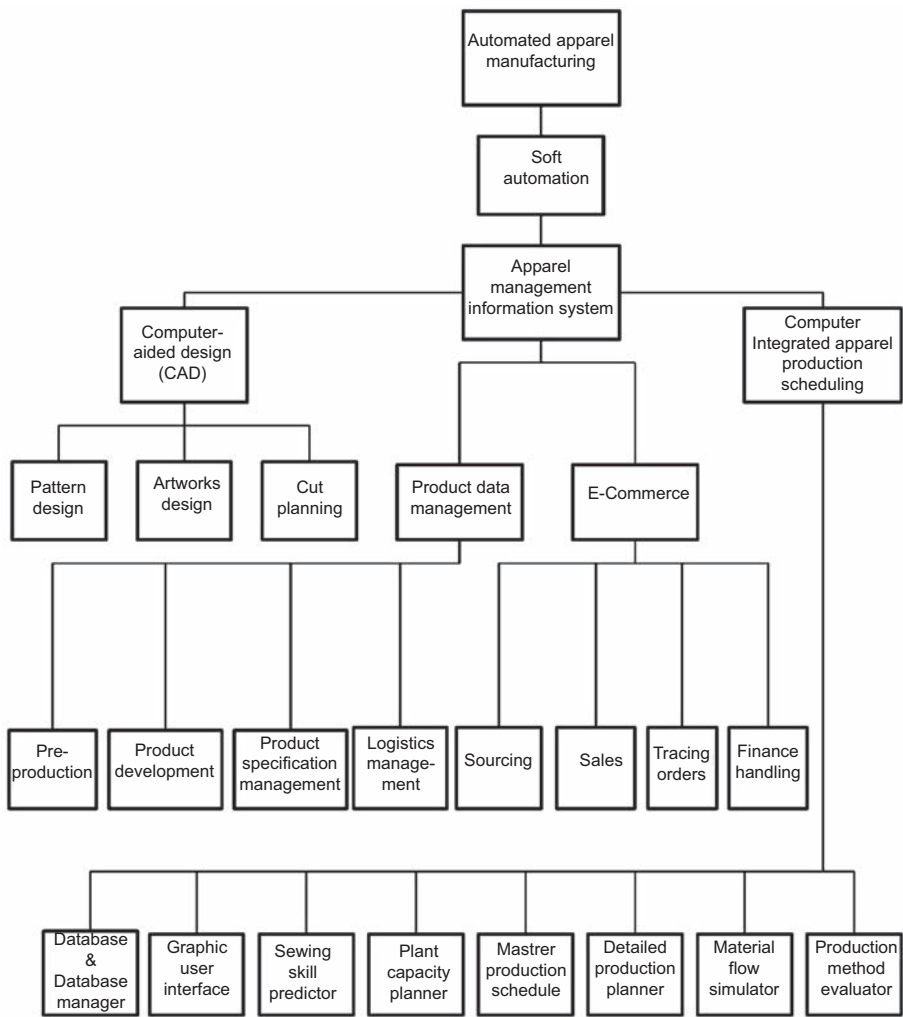 Automated apparel
manufacturing
Soft
automation
Apparel
management
information system
Computer-
aided design
(CAD)
Computer
Integrated apparel
production
scheduling
Pattern
design
Artworks
design
Cut
planning
Product data
management
E-Commerce
Pre-
production
Product
development
Product
specification
management
Logistics
manage-
ment
Sourcing
Sales
Tracing
orders
Finance
handling
Database
&
Database
manager
Graphic
user
interface
Sewing
skill
predictor
Plant
capacity
planner
Mastrer
production
schedule
Detailed
production
planner
Material
flow
simulator
Production
method
evaluator